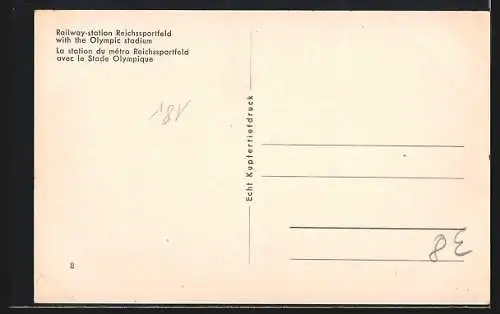 Railway-station Reichssportfeld
with the Olympic stadium
La station du métro Reichssportfeld
avec le Stade Olympique
Echt Kupfertiefdruck
8